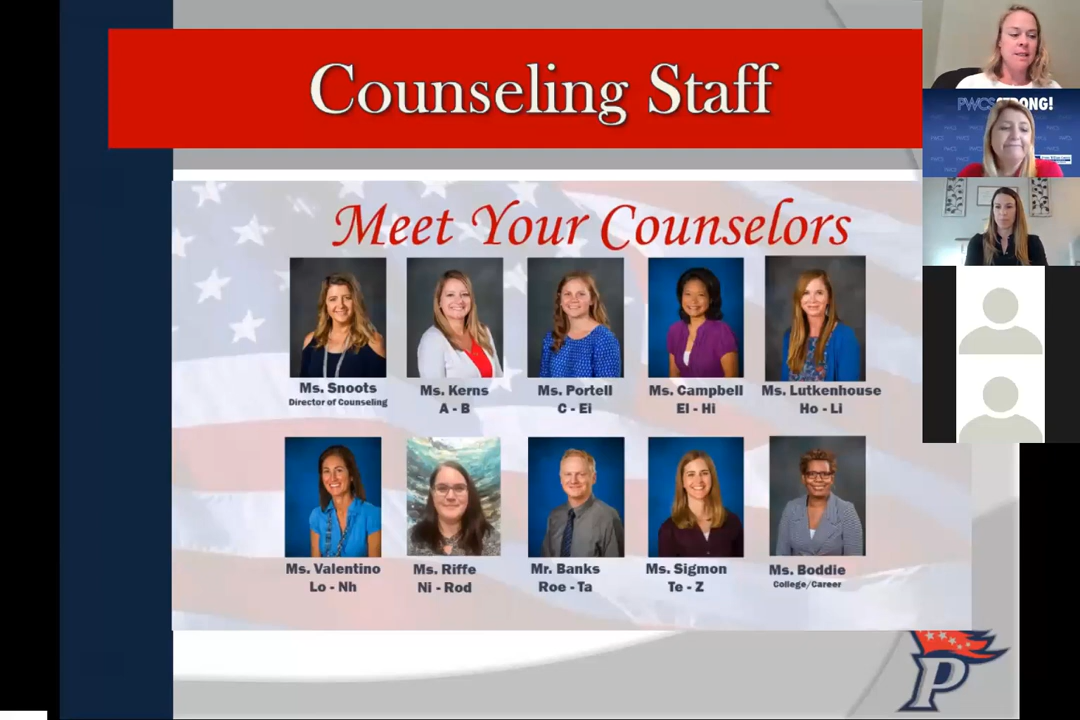 Counseling Staff
PWCSSTRONG!
Meet Your Counselors
Ms. Snoots
Director of Counseling
Ms. Kerns
A - B
Ms. Portell
C - Ei
Ms. Campbell
El - Hi
Ms. Lutkenhouse
Ho - Li
Ms. Valentino
Lo - Nh
Ms. Riffe
Ni - Rod
Mr. Banks
Roe - Ta
Ms. Sigmon
Te - Z
Ms. Boddie
College/Career
P